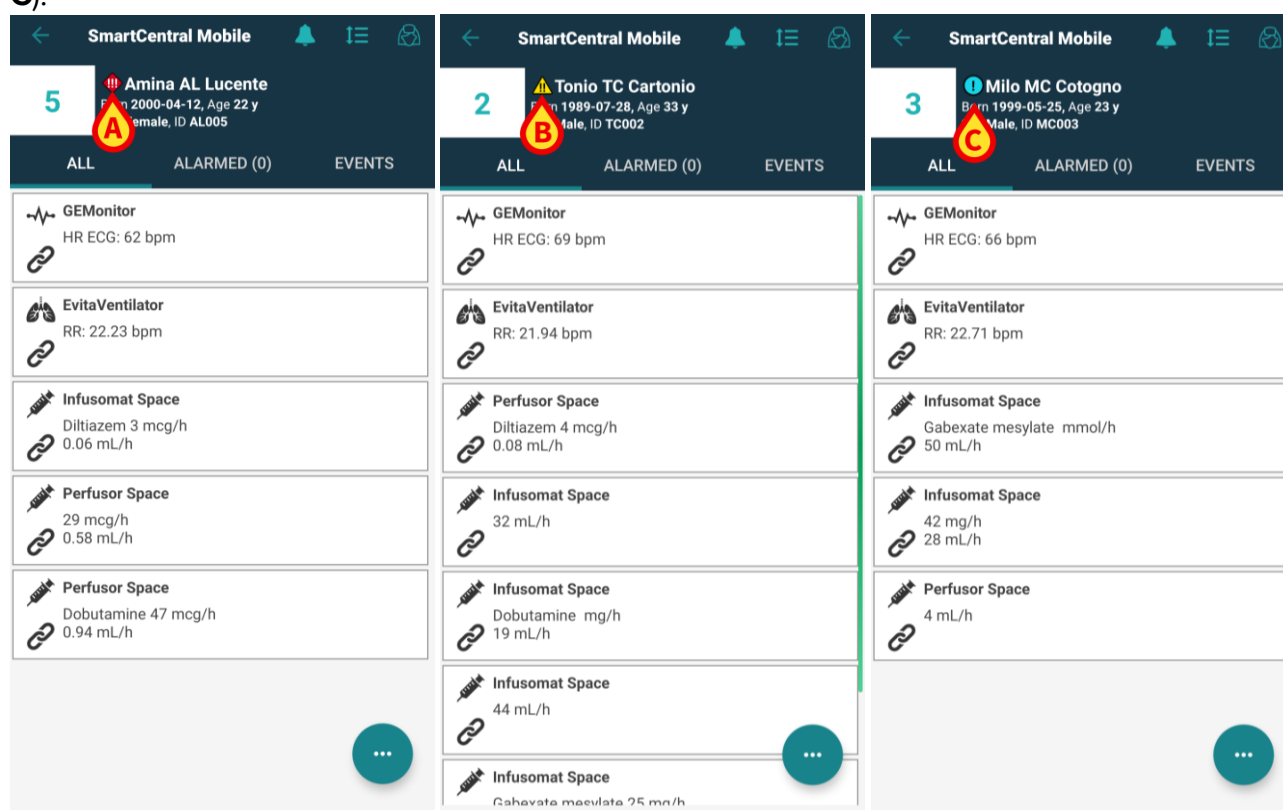 C).
SmartCentral Mobile
5
!!! Amina AL Lucente
2000-04-12, Age 22 y
A
ID AL005
ALL ALARMED (0) EVENTS
GEMonitor
HR ECG: 62 bpm
EvitaVentilator
RR: 22.23 bpm
Infusomat Space
Diltiazem 3 mcg/h
0.06 mL/h
Perfusor Space
29 mcg/h
0.58 mL/h
Perfusor Space
Dobutamine 47 mcg/h
0.94 mL/h
...
SmartCentral Mobile
2
!! Tonio TC Cartonio
1989-07-28, Age 33 y
B
Male, ID TC002
ALL ALARMED (0) EVENTS
GEMonitor
HR ECG: 69 bpm
EvitaVentilator
RR: 21.94 bpm
Perfusor Space
Diltiazem 4 mcg/h
0.08 mL/h
Infusomat Space
32 mL/h
Infusomat Space
Dobutamine mg/h
19 mL/h
Infusomat Space
44 mL/h
Infusomat Space
Gabexate mesylate 25 mg/h
...
SmartCentral Mobile
3
! Milo MC Cotogno
Born 1999-05-25, Age 23 y
C
Male, ID MC003
ALL ALARMED (0) EVENTS
GEMonitor
HR ECG: 66 bpm
EvitaVentilator
RR: 22.71 bpm
Infusomat Space
Gabexate mesylate mmol/h
50 mL/h
Infusomat Space
42 mg/h
28 mL/h
Perfusor Space
4 mL/h
...